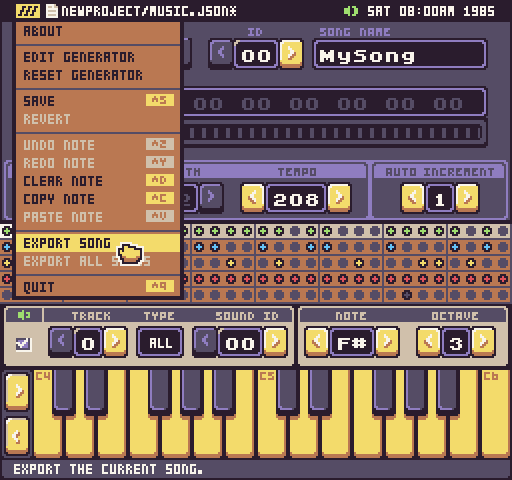 NEWPROJECT/MUSIC.JSON* SAT 08:00AM 1985
ABOUT
EDIT GENERATOR
RESET GENERATOR
SAVE ^S
REVERT
UNDO NOTE ^Z
REDO NOTE ^Y
CLEAR NOTE ^D
COPY NOTE ^C
PASTE NOTE ^V
EXPORT SONG
EXPORT ALL
QUIT ^Q
ID SONG NAME
< 00 > MySong
00 00 00 00 00 00 00
TH TEMPO AUTO INCREMENT
2 > < 208 > < 1 >
TRACK TYPE SOUND ID NOTE OCTAVE
< 0 > ALL < 00 > < F# > < 3 >
C4 C5 C6
EXPORT THE CURRENT SONG.